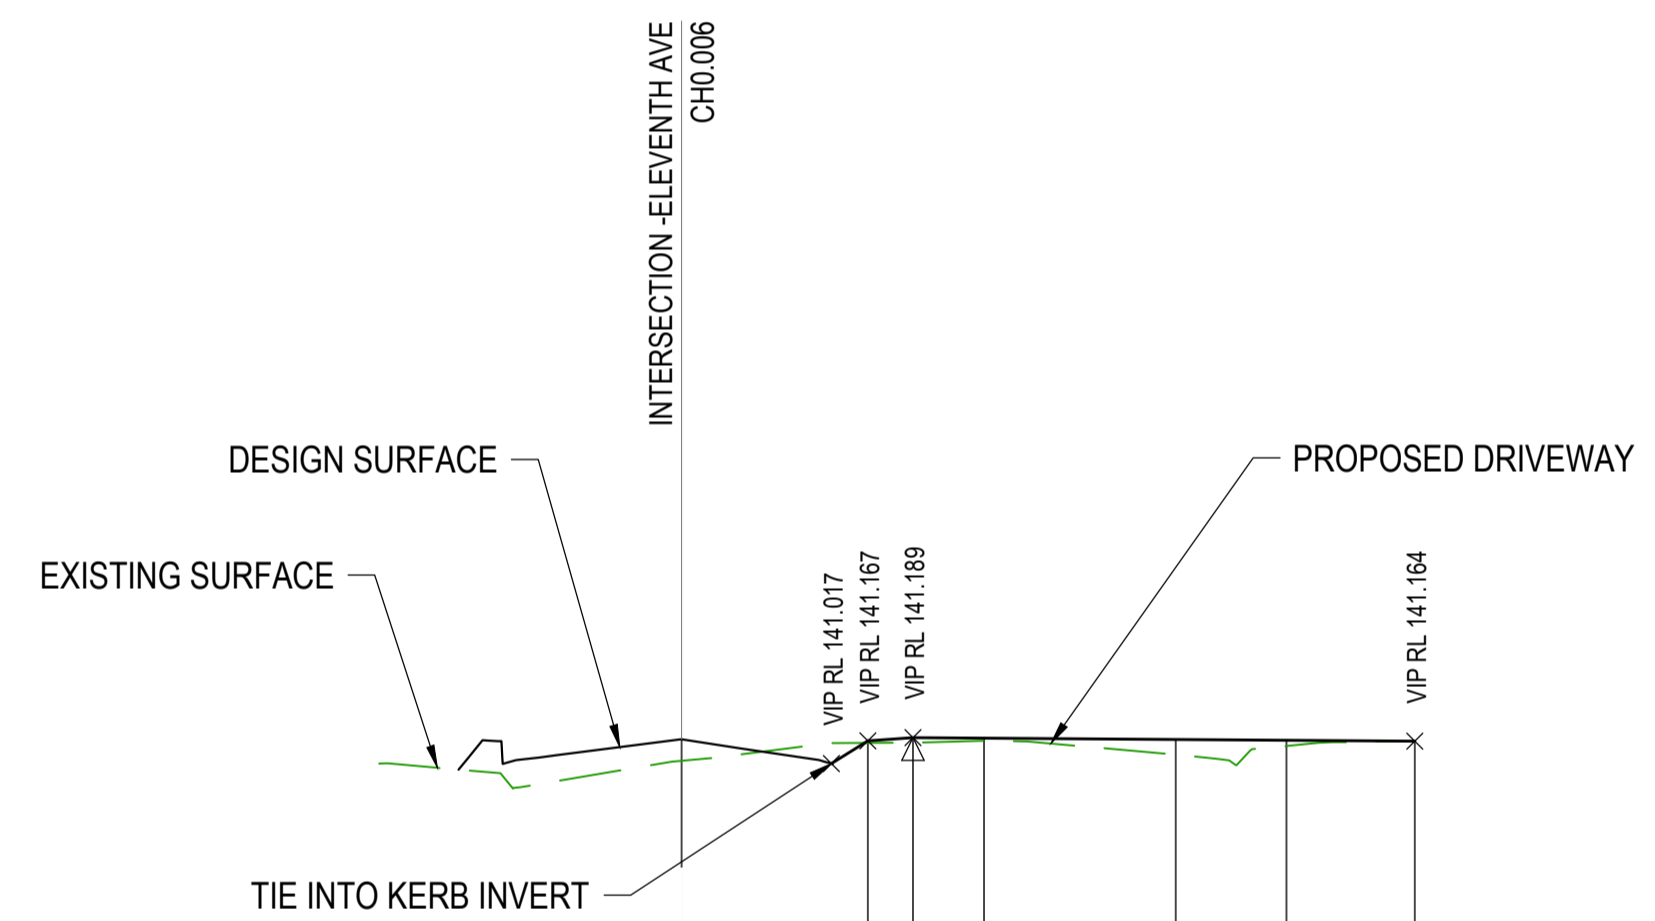 INTERSECTION -ELEVENTH AVE
CH0.006
DESIGN SURFACE
PROPOSED DRIVEWAY
EXISTING SURFACE
VIP RL 141.017
VIP RL 141.167
VIP RL 141.189
VIP RL 141.164
TIE INTO KERB INVERT